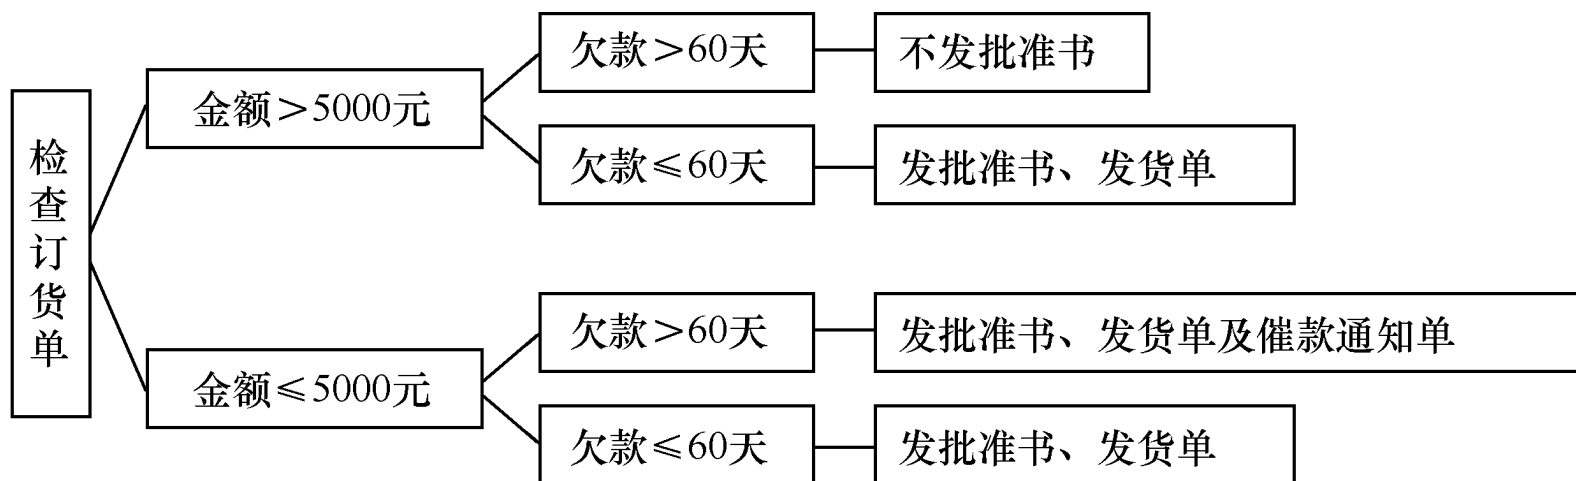 检查订货单
金额>5000元
欠款>60天
不发批准书
欠款≤60天
发批准书、发货单
金额≤5000元
欠款>60天
发批准书、发货单及催款通知单
欠款≤60天
发批准书、发货单